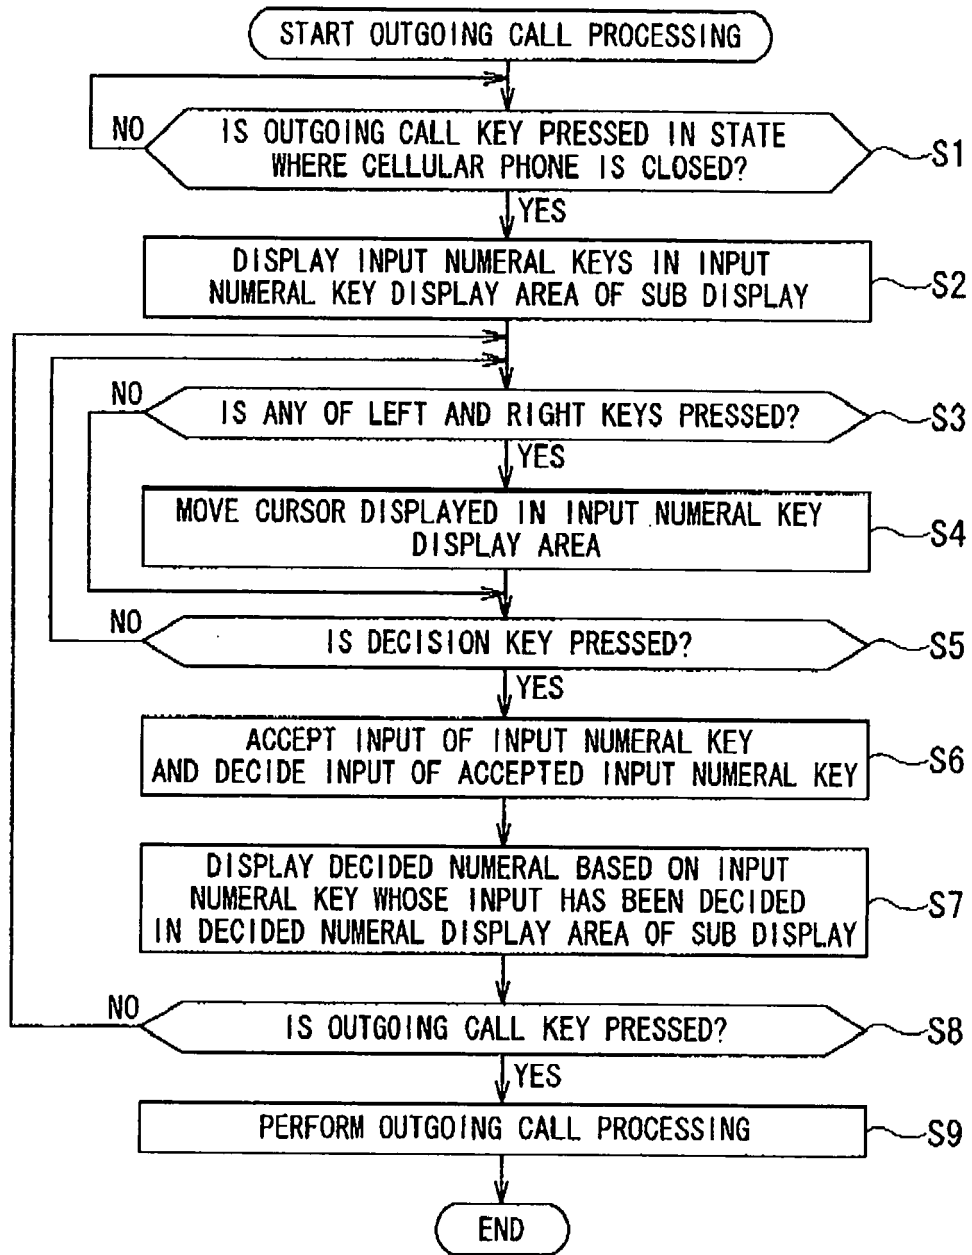 START OUTGOING CALL PROCESSING
NO
IS OUTGOING CALL KEY PRESSED IN STATE
WHERE CELLULAR PHONE IS CLOSED?
S1
YES
DISPLAY INPUT NUMERAL KEYS IN INPUT
NUMERAL KEY DISPLAY AREA OF SUB DISPLAY
S2
NO
IS ANY OF LEFT AND RIGHT KEYS PRESSED?
S3
YES
MOVE CURSOR DISPLAYED IN INPUT NUMERAL KEY
DISPLAY AREA
S4
NO
IS DECISION KEY PRESSED?
S5
YES
ACCEPT INPUT OF INPUT NUMERAL KEY
AND DECIDE INPUT OF ACCEPTED INPUT NUMERAL KEY
S6
DISPLAY DECIDED NUMERAL BASED ON INPUT
NUMERAL KEY WHOSE INPUT HAS BEEN DECIDED
IN DECIDED NUMERAL DISPLAY AREA OF SUB DISPLAY
S7
NO
IS OUTGOING CALL KEY PRESSED?
S8
YES
PERFORM OUTGOING CALL PROCESSING
S9
END